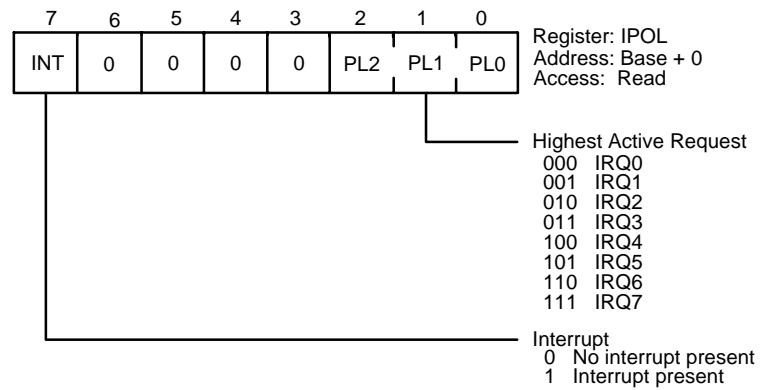 7 6 5 4 3 2 1 0
INT 0 0 0 0 PL2 PL1 PL0
Register: IPOL
Address: Base + 0
Access: Read
Highest Active Request
000 IRQ0
001 IRQ1
010 IRQ2
011 IRQ3
100 IRQ4
101 IRQ5
110 IRQ6
111 IRQ7
Interrupt
0 No interrupt present
1 Interrupt present